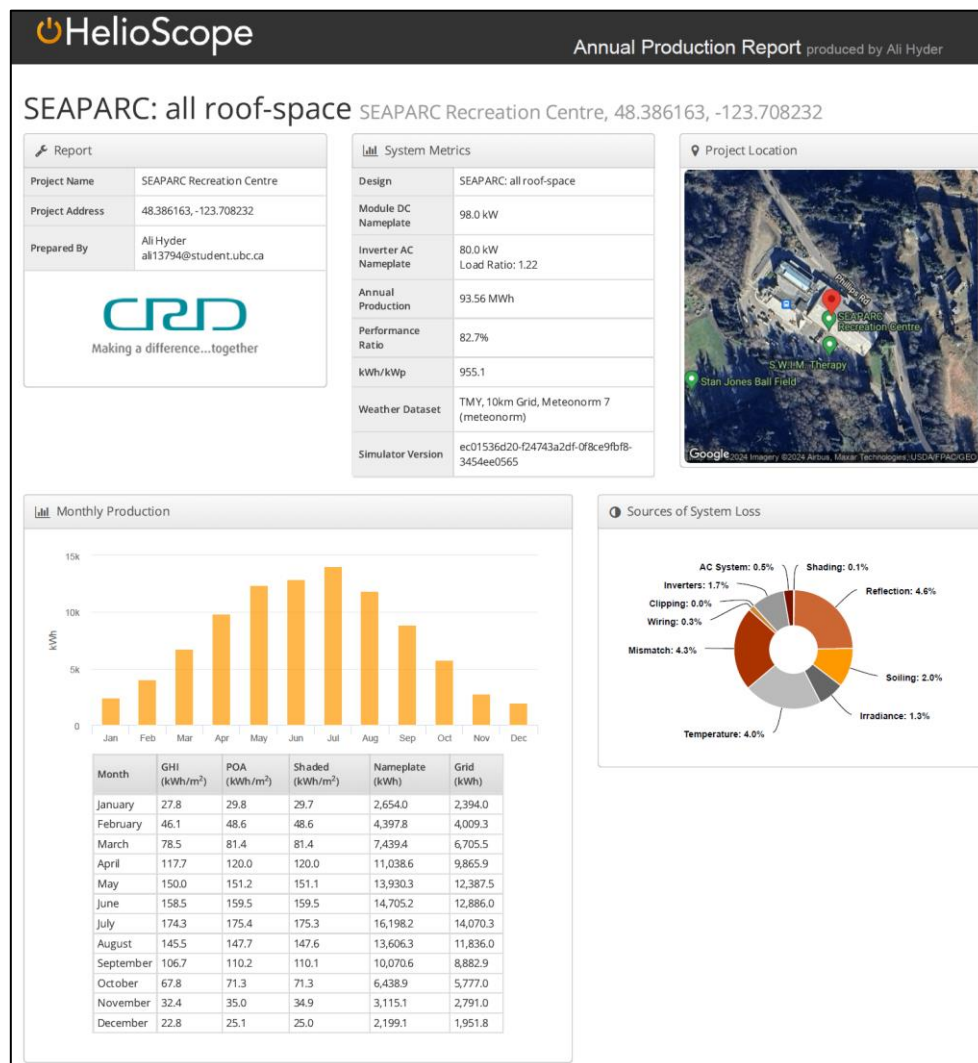 HelioScope
Annual Production Report produced by Ali Hyder
SEAPARC: all roof-space SEAPARC Recreation Centre, 48.386163, -123.708232
Report
Project Name SEAPARC Recreation Centre
Project Address 48.386163, -123.708232
Prepared By Ali Hyder
ali13794@student.ubc.ca
CRD
Making a difference...together
System Metrics
Design SEAPARC: all roof-space
Module DC
Nameplate 98.0 kW
Inverter AC
Nameplate 80.0 kW
Load Ratio: 1.22
Annual
Production 93.56 MWh
Performance
Ratio 82.7%
kWh/kWp 955.1
Weather Dataset TMY, 10km Grid, Meteonorm 7
(meteonorm)
Simulator Version ec01536d20-f24743a2df-0f8ce9fbf8-
3454ee0565
Project Location
Phillips Rd
SEAPARC
Recreation Centre
S.W.I.M. Therapy
Stan Jones Ball Field
Google 2024 Imagery ©2024 Airbus, Maxar Technologies, USDA/FPAC/GEO
Monthly Production
15k
10k
5k
0
kWh
Jan Feb Mar Apr May Jun Jul Aug Sep Oct Nov Dec
Month GHI (kWh/m²) POA (kWh/m²) Shaded (kWh/m²) Nameplate (kWh) Grid (kWh)
January 27.8 29.8 29.7 2,654.0 2,394.0
February 46.1 48.6 48.6 4,397.8 4,009.3
March 78.5 81.4 81.4 7,439.4 6,705.5
April 117.7 120.0 120.0 11,038.6 9,865.9
May 150.0 151.2 151.1 13,930.3 12,387.5
June 158.5 159.5 159.5 14,705.2 12,886.0
July 174.3 175.4 175.3 16,198.2 14,070.3
August 145.5 147.7 147.6 13,606.3 11,836.0
September 106.7 110.2 110.1 10,070.6 8,882.9
October 67.8 71.3 71.3 6,438.9 5,777.0
November 32.4 35.0 34.9 3,115.1 2,791.0
December 22.8 25.1 25.0 2,199.1 1,951.8
Sources of System Loss
AC System: 0.5%
Shading: 0.1%
Inverters: 1.7%
Reflection: 4.6%
Clipping: 0.0%
Wiring: 0.3%
Mismatch: 4.3%
Soiling: 2.0%
Irradiance: 1.3%
Temperature: 4.0%